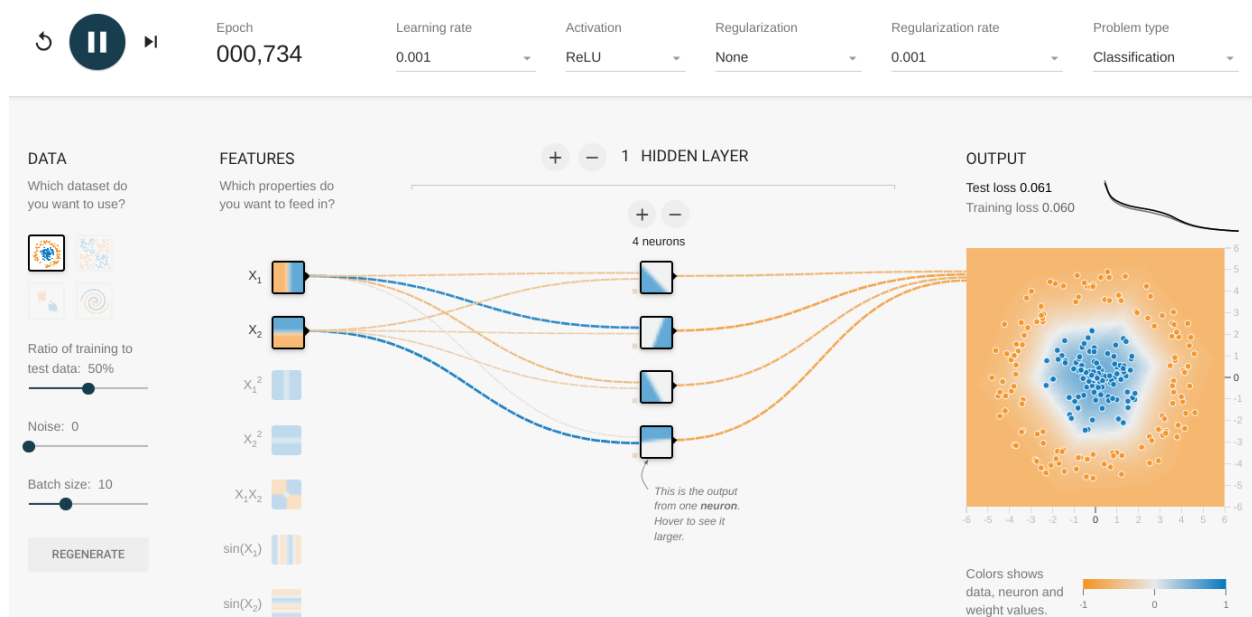 Epoch
000,734
Learning rate
0.001
Activation
ReLU
Regularization
None
Regularization rate
0.001
Problem type
Classification
DATA
Which dataset do
you want to use?
Ratio of training to
test data: 50%
Noise: 0
Batch size: 10
REGENERATE
FEATURES
Which properties do
you want to feed in?
X₁
X₂
X₁²
X₂²
X₁X₂
sin(X₁)
sin(X₂)
+ − 1 HIDDEN LAYER
+ −
4 neurons
This is the output
from one neuron.
Hover to see it
larger.
OUTPUT
Test loss 0.061
Training loss 0.060
6
5
4
3
2
1
0
-1
-2
-3
-4
-5
-6
-6 -5 -4 -3 -2 -1 0 1 2 3 4 5 6
Colors shows
data, neuron and
weight values.
-1 0 1